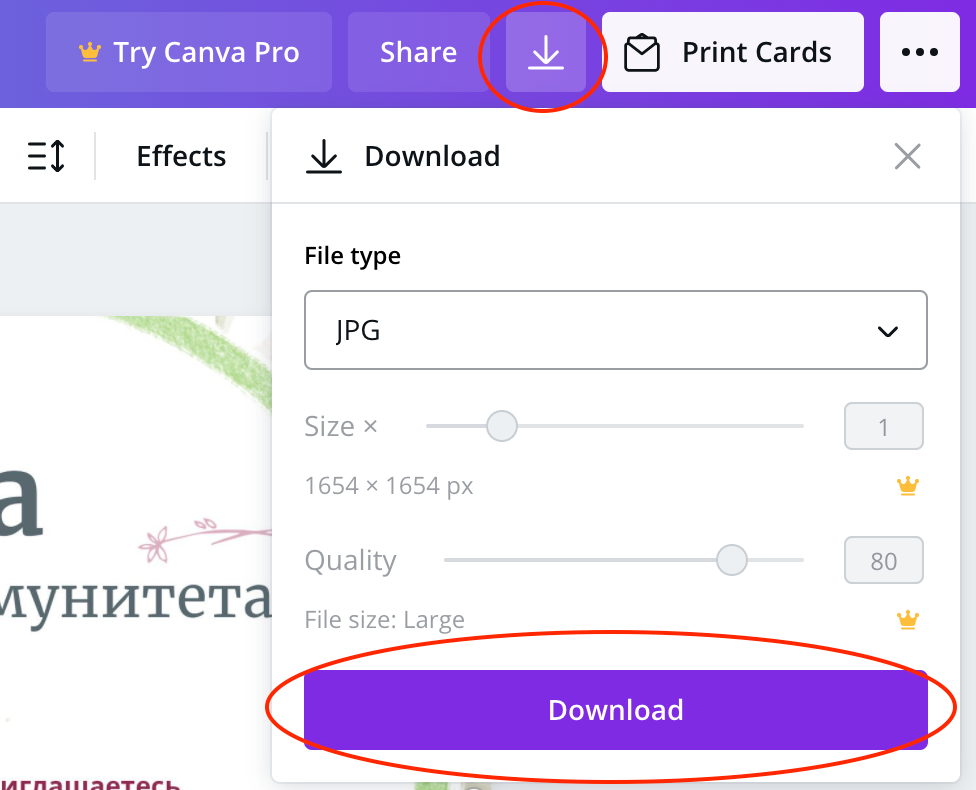 Try Canva Pro
Share
Print Cards
Effects
Download
File type
JPG
Size ×
1
1654 × 1654 px
Quality
80
File size: Large
Download
а
мунитета
иглашаетесь